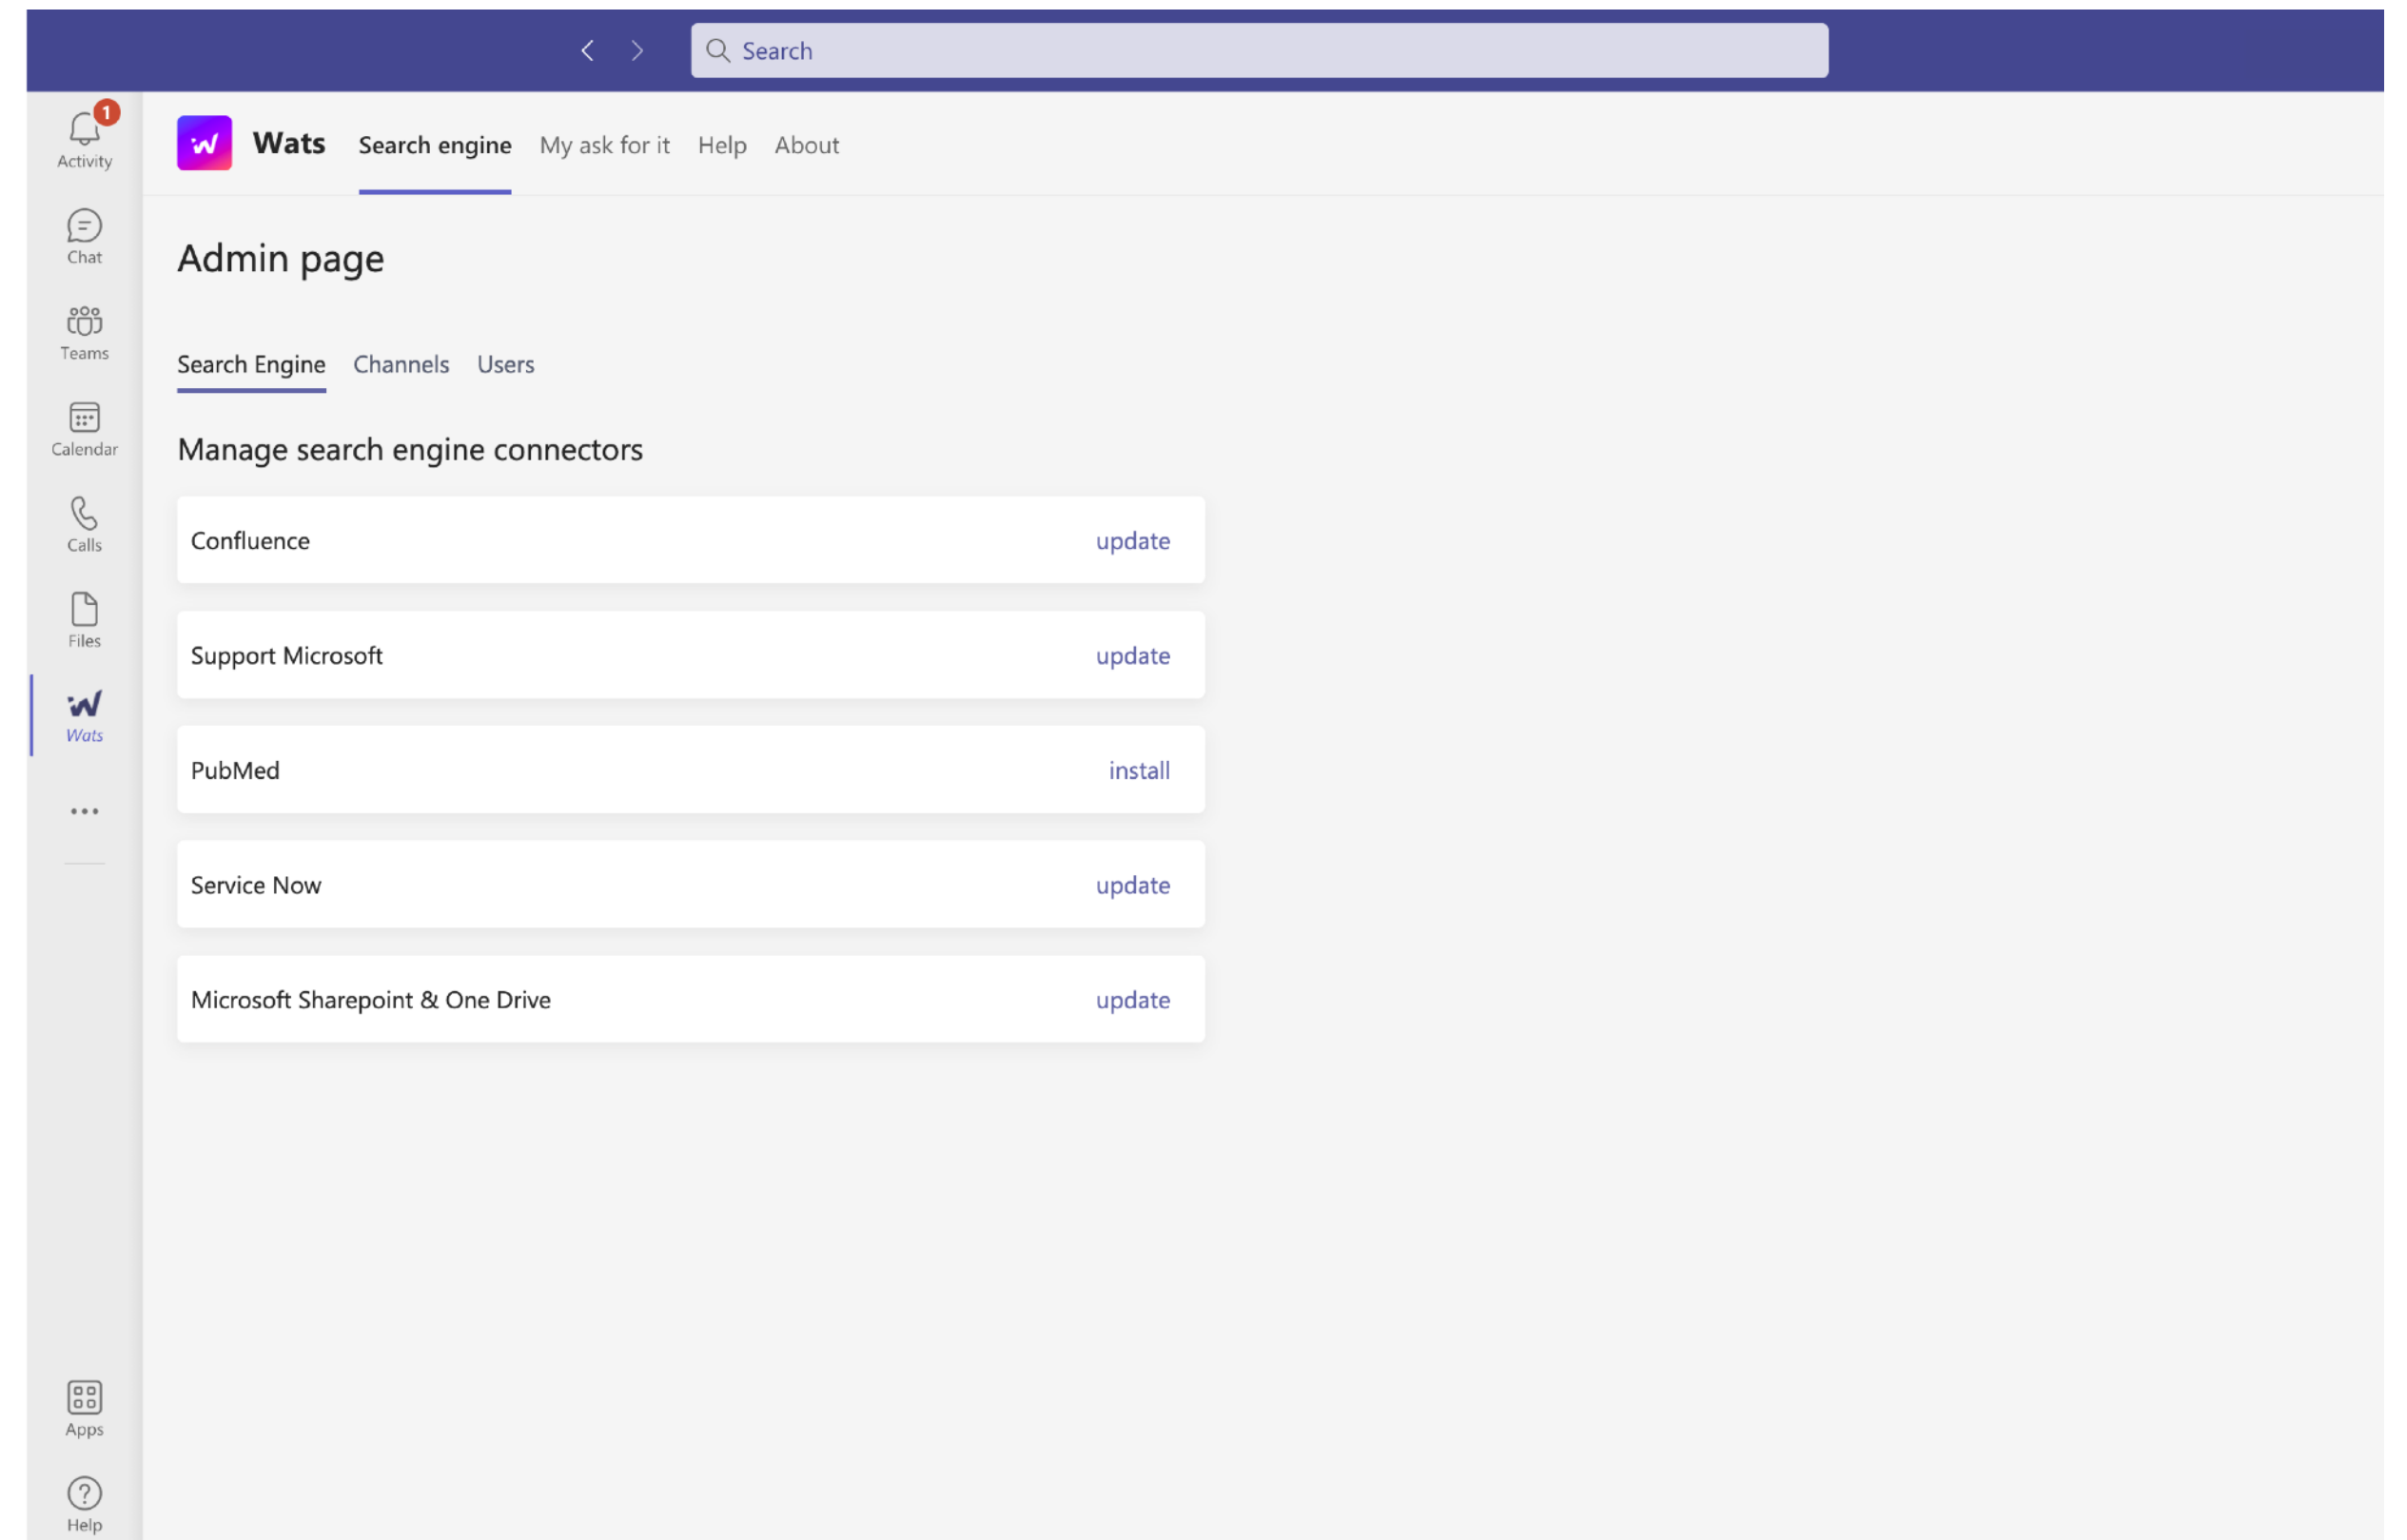 Search
1
Activity
Chat
Teams
Calendar
Calls
Files
Wats
Apps
Help
Wats Search engine My ask for it Help About
Admin page
Search Engine Channels Users
Manage search engine connectors
Confluence update
Support Microsoft update
PubMed install
Service Now update
Microsoft Sharepoint & One Drive update